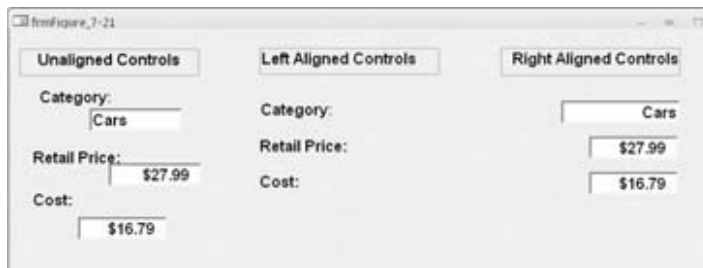 frmFigure_7-21
Unaligned Controls
Left Aligned Controls
Right Aligned Controls
Category:
Cars
Category:
Cars
Retail Price:
$27.99
Retail Price:
$27.99
Cost:
$16.79
Cost:
$16.79